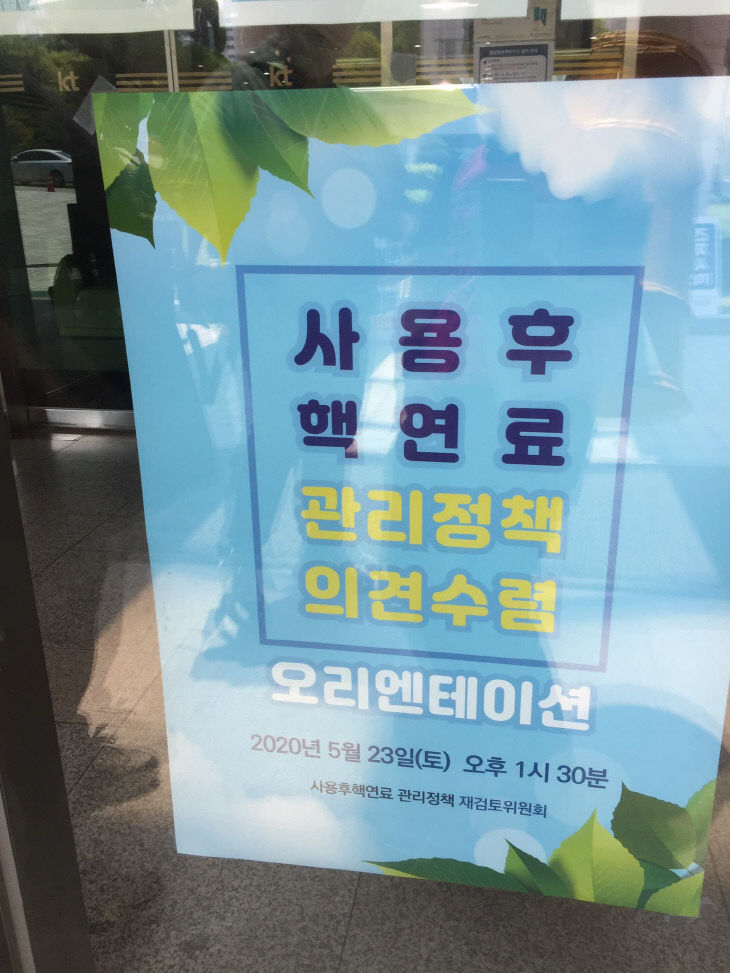 kt
kt
사용후
핵연료
관리정책
의견수렴
오리엔테이션
2020년 5월 23일(토) 오후 1시 30분
사용후핵연료 관리정책 재검토위원회